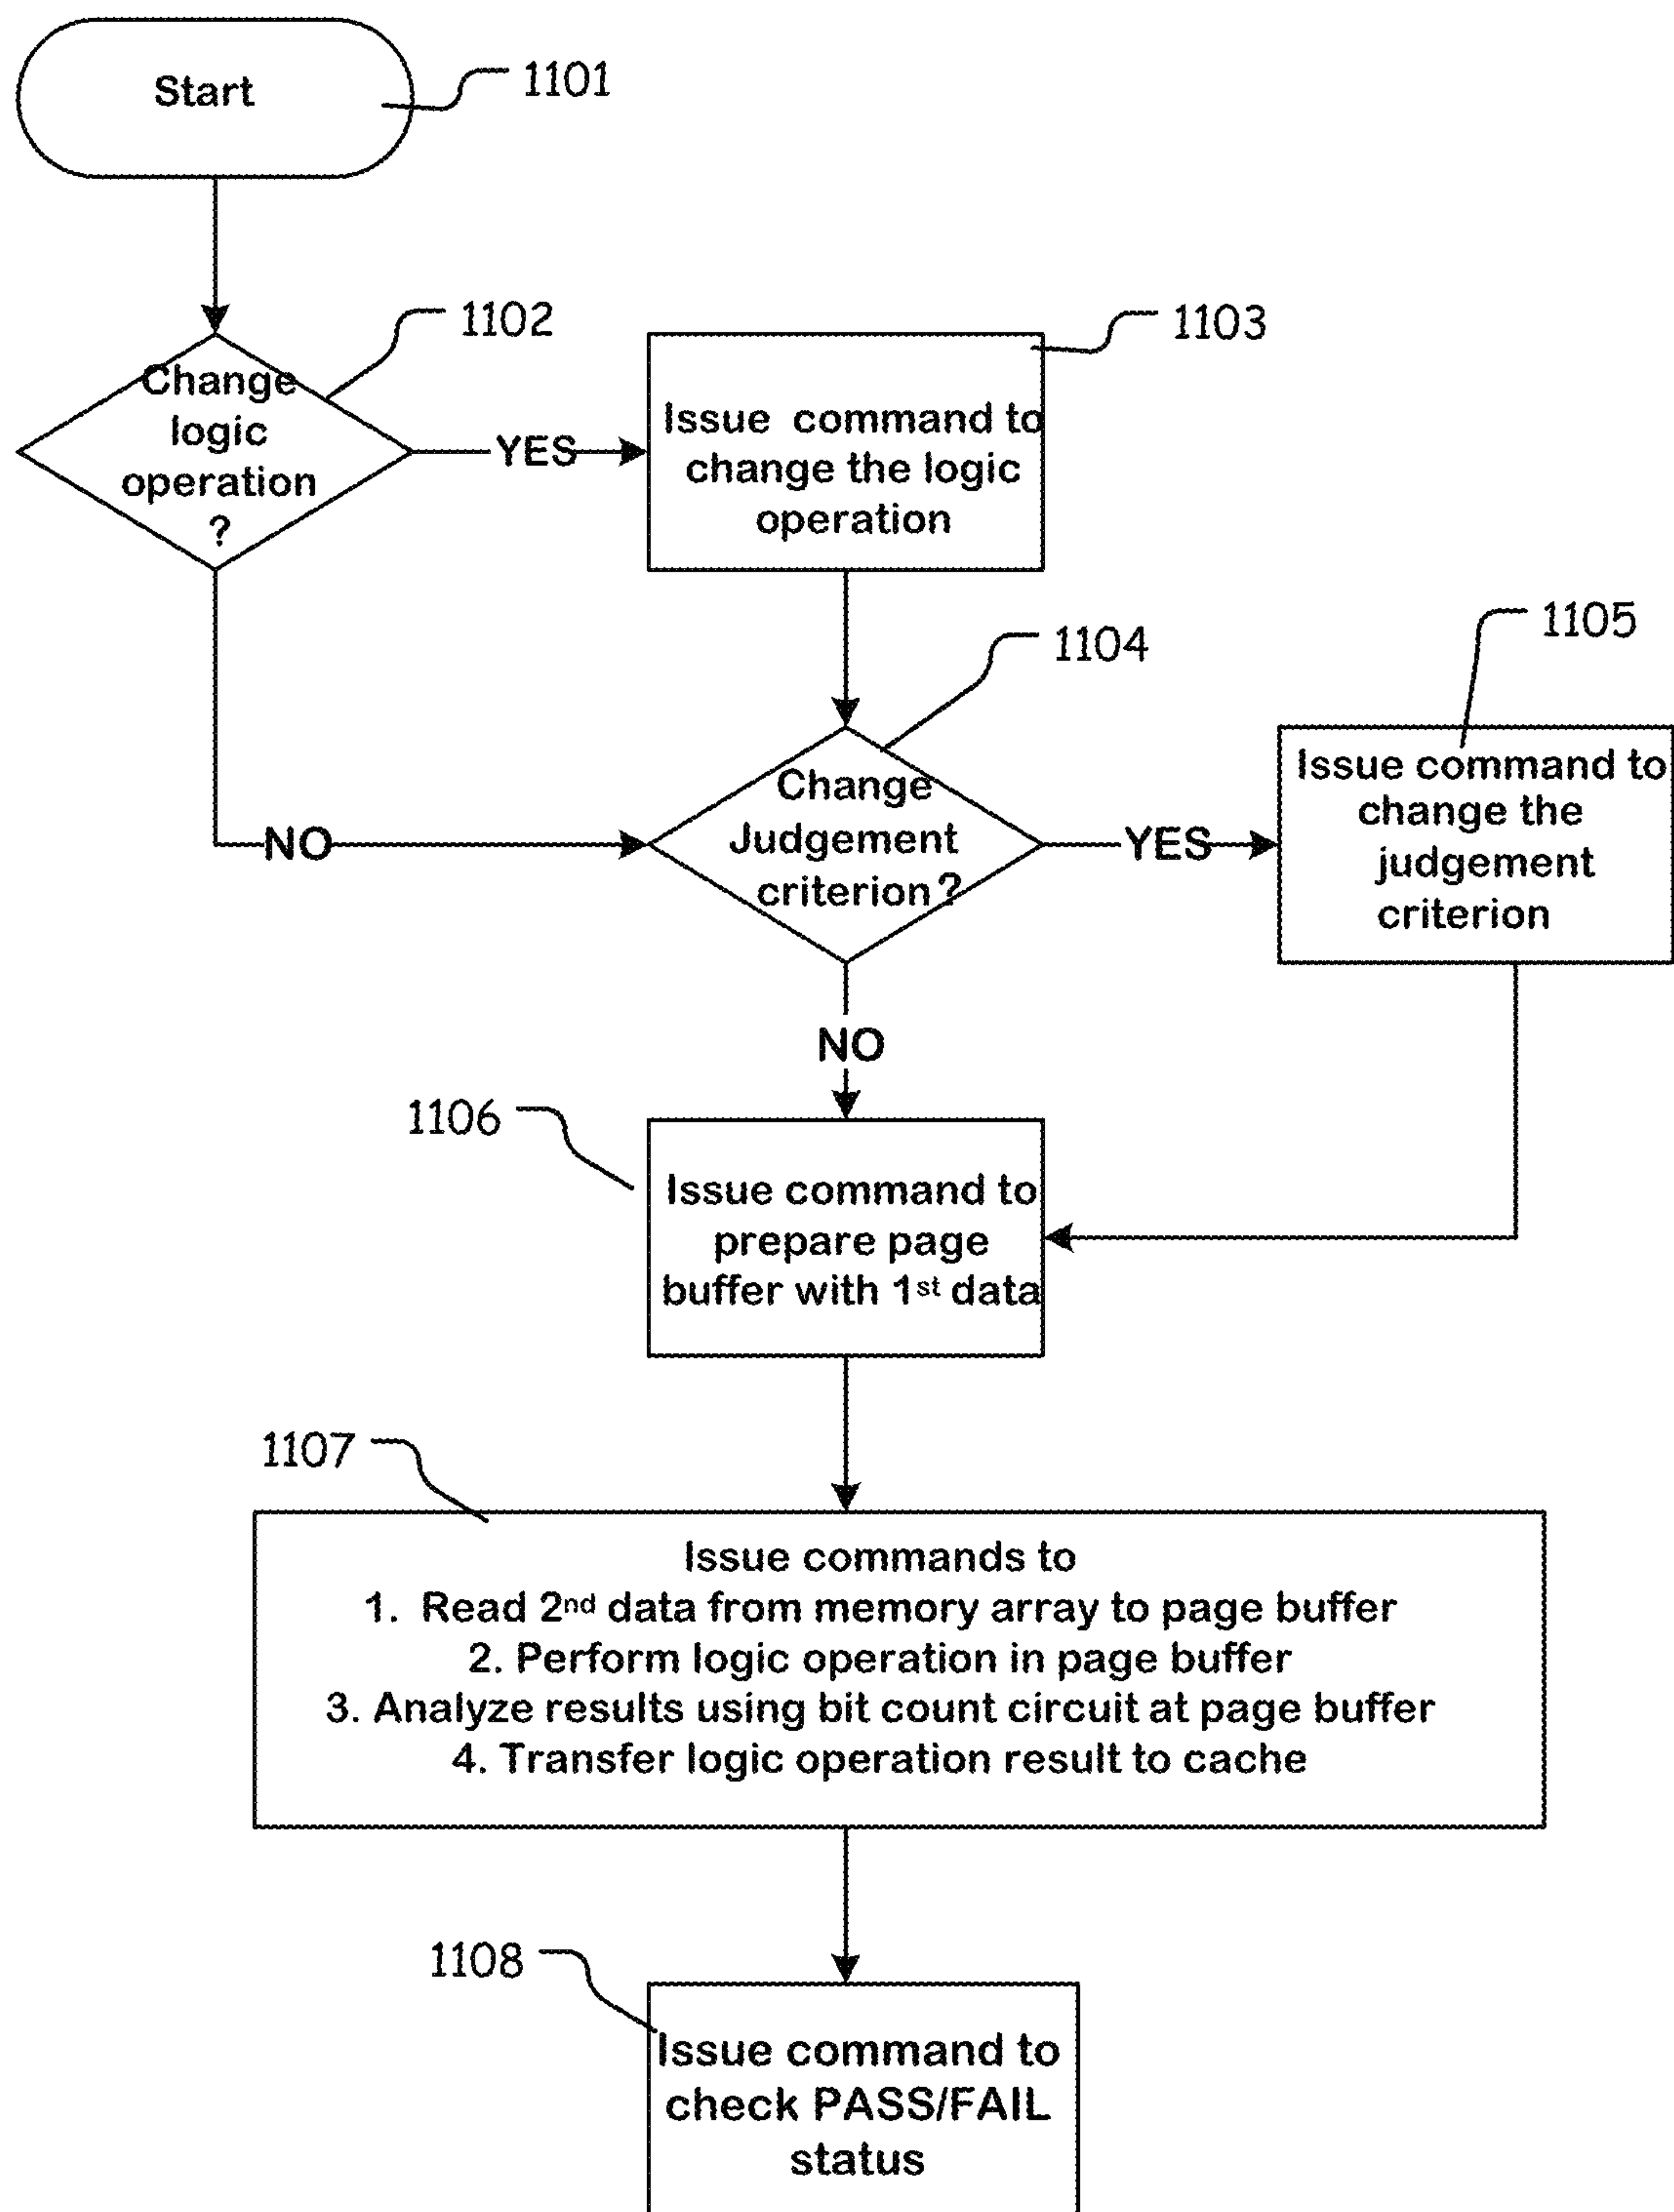 Start
1101
1102
Change
logic
operation
?
YES
1103
Issue command to
change the logic
operation
1104
Change
Judgement
criterion?
NO
YES
1105
Issue command to
change the
judgement
criterion
NO
1106
Issue command to
prepare page
buffer with 1st data
1107
Issue commands to
1. Read 2nd data from memory array to page buffer
2. Perform logic operation in page buffer
3. Analyze results using bit count circuit at page buffer
4. Transfer logic operation result to cache
1108
Issue command to
check PASS/FAIL
status